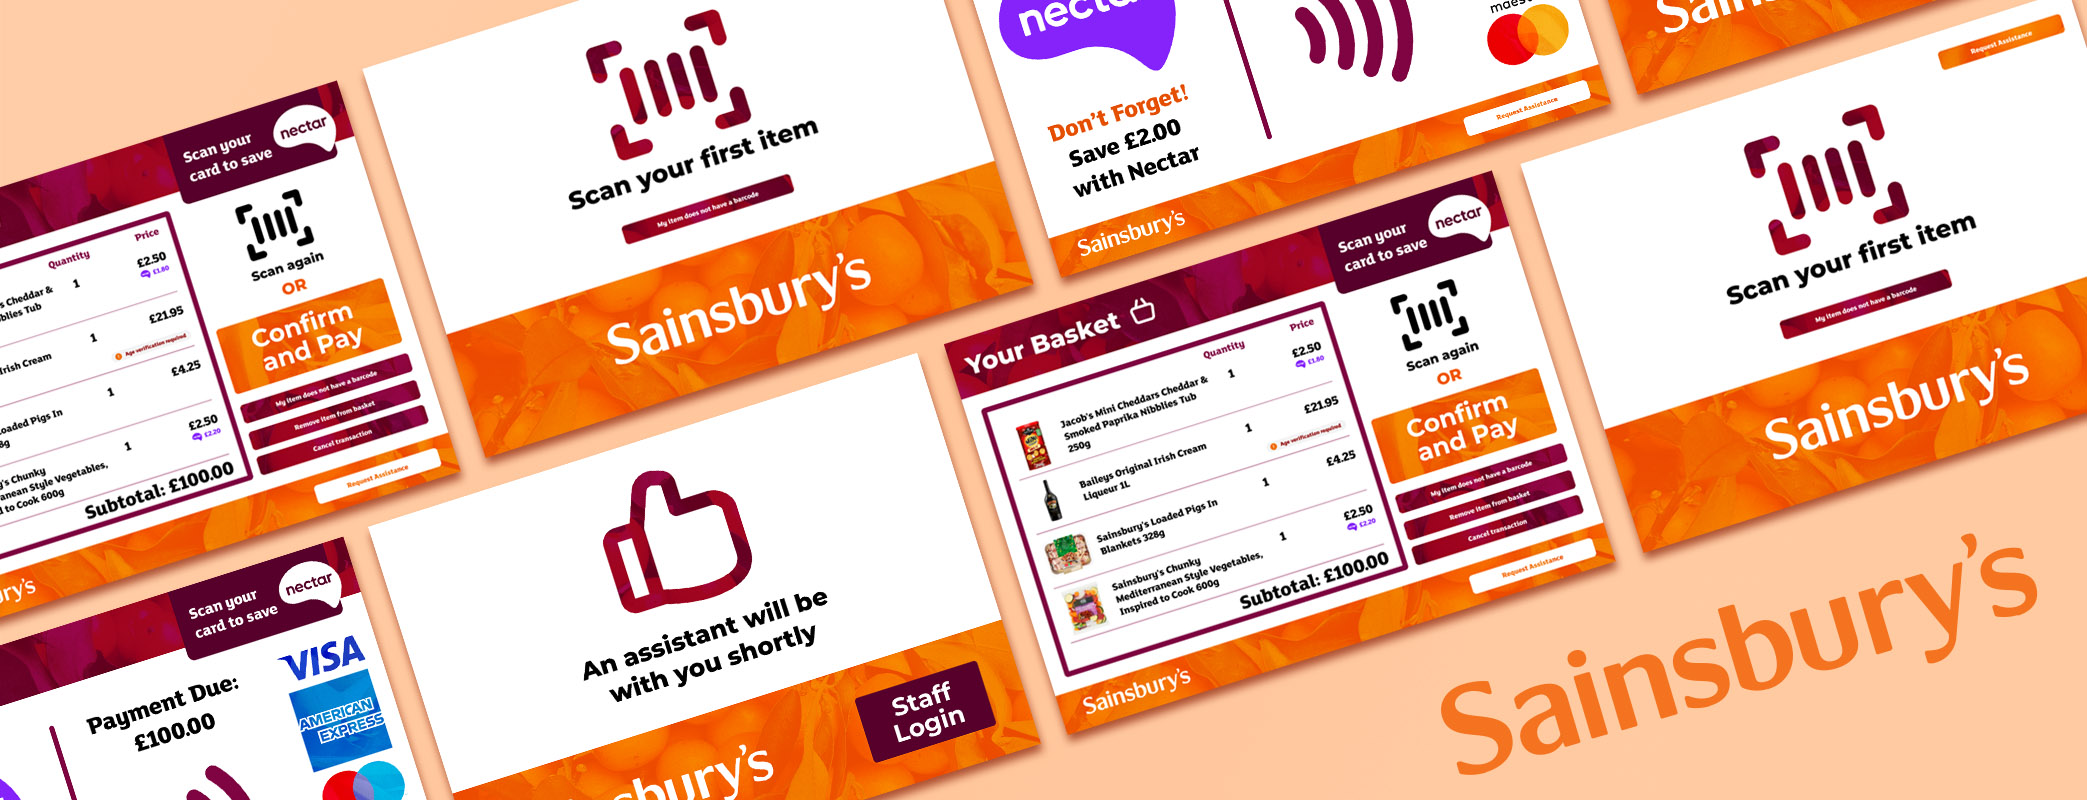 Scan your
card to save
nectar
Quantity
Price
s Cheddar &
blies Tub
1
£2.50
£1.80
Irish Cream
1
£21.95
Age verification required
Loaded Pigs In
8g
1
£4.25
's Chunky
anean Style Vegetables,
d to Cook 600g
1
£2.50
£2.20
Subtotal: £100.00
Scan again
OR
Confirm
and Pay
My item does not have a barcode
Remove item from basket
Cancel transaction
Request Assistance
ry's
Scan your first item
My item does not have a barcode
Sainsbury's
nectar
Don't Forget!
Save £2.00
with Nectar
maes
Request Assistance
Sainsbury's
Sains
Request Assistance
Scan your first item
My item does not have a barcode
Sainsbury's
Scan your
card to save
nectar
Payment Due:
£100.00
VISA
AMERICAN
EXPRESS
An assistant will be
with you shortly
Staff
Login
sbury's
Your Basket
Scan your
card to save
nectar
Quantity
Price
Jacob's Mini Cheddars Cheddar &
Smoked Paprika Nibblies Tub
250g
1
£2.50
£1.80
Baileys Original Irish Cream
Liqueur 1L
1
£21.95
Age verification required
Sainsbury's Loaded Pigs In
Blankets 328g
1
£4.25
Sainsbury's Chunky
Mediterranean Style Vegetables,
Inspired to Cook 600g
1
£2.50
£2.20
Subtotal: £100.00
Scan again
OR
Confirm
and Pay
My item does not have a barcode
Remove item from basket
Cancel transaction
Request Assistance
Sainsbury's
Sainsbury's